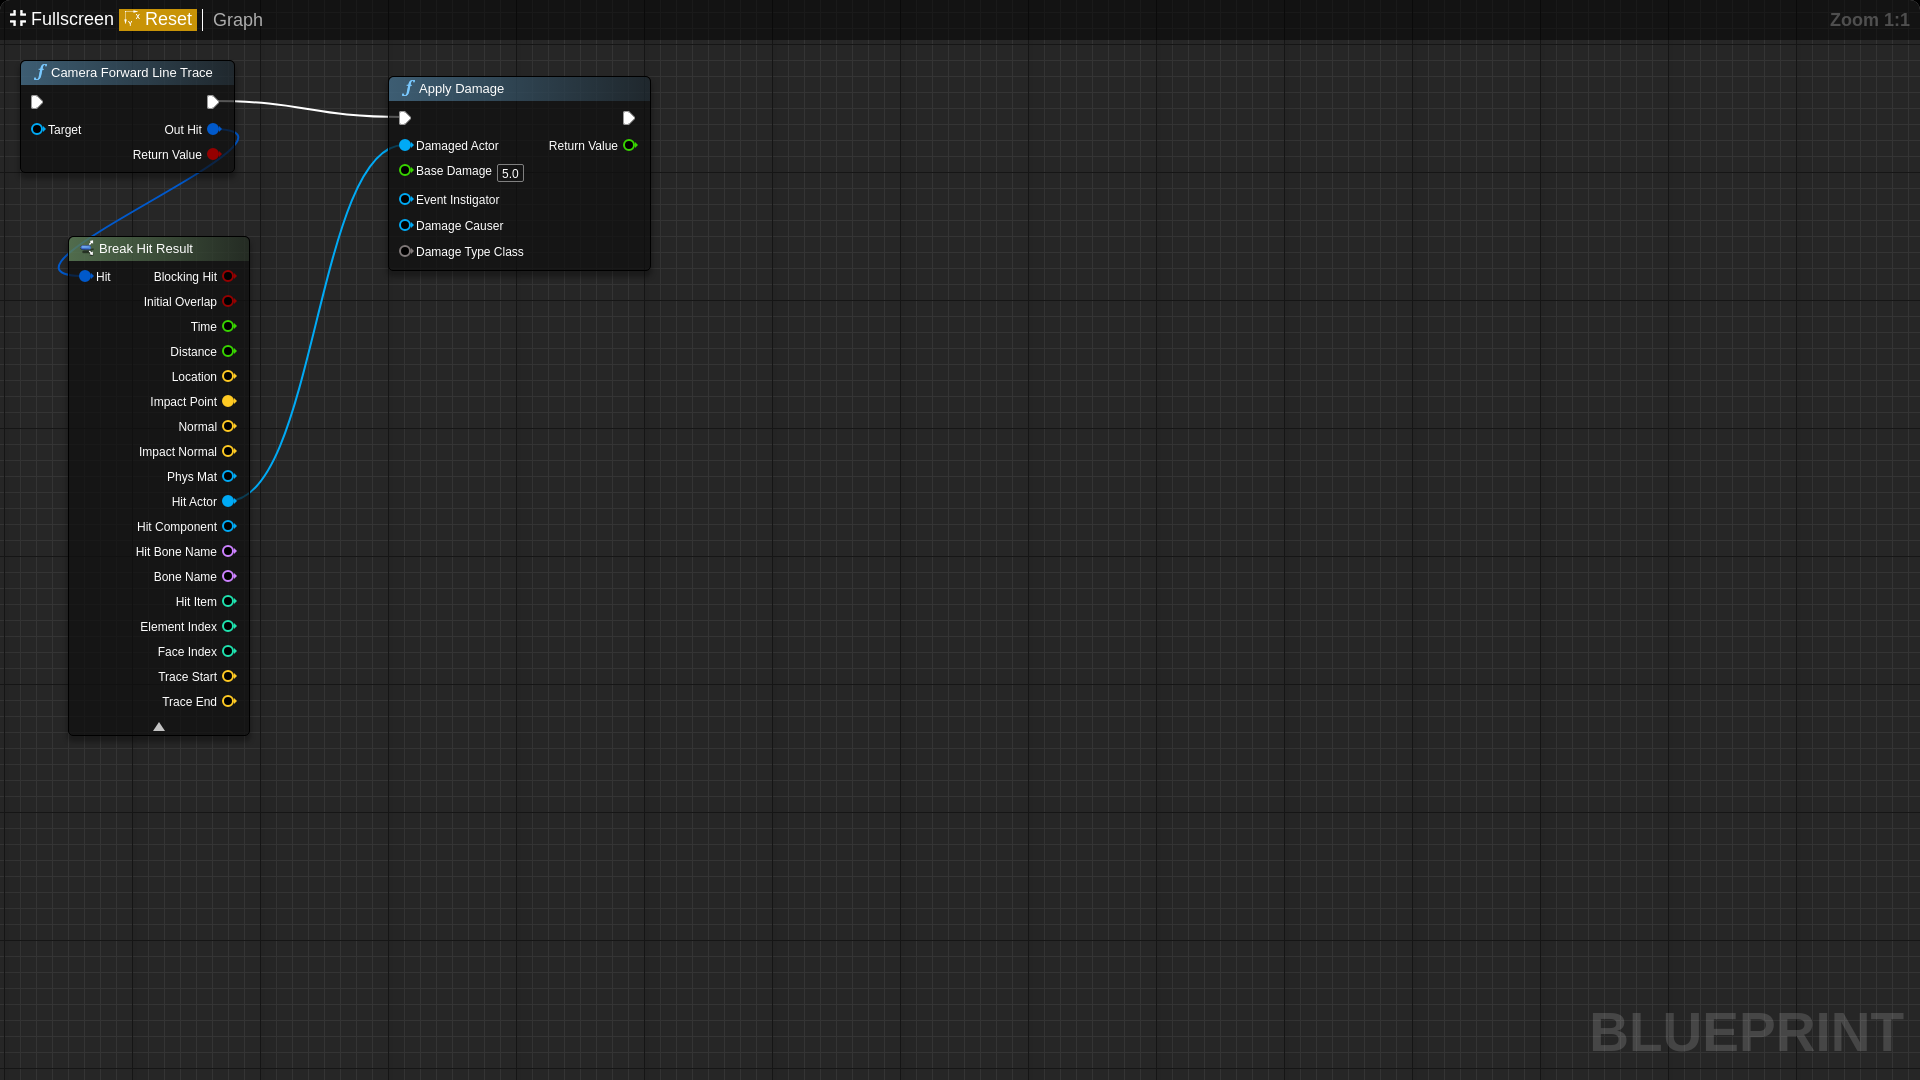 Fullscreen Reset Graph Zoom 1:1
Camera Forward Line Trace
Target Out Hit
Return Value
Apply Damage
Damaged Actor Return Value
Base Damage 5.0
Event Instigator
Damage Causer
Damage Type Class
Break Hit Result
Hit Blocking Hit
Initial Overlap
Time
Distance
Location
Impact Point
Normal
Impact Normal
Phys Mat
Hit Actor
Hit Component
Hit Bone Name
Bone Name
Hit Item
Element Index
Face Index
Trace Start
Trace End
BLUEPRINT